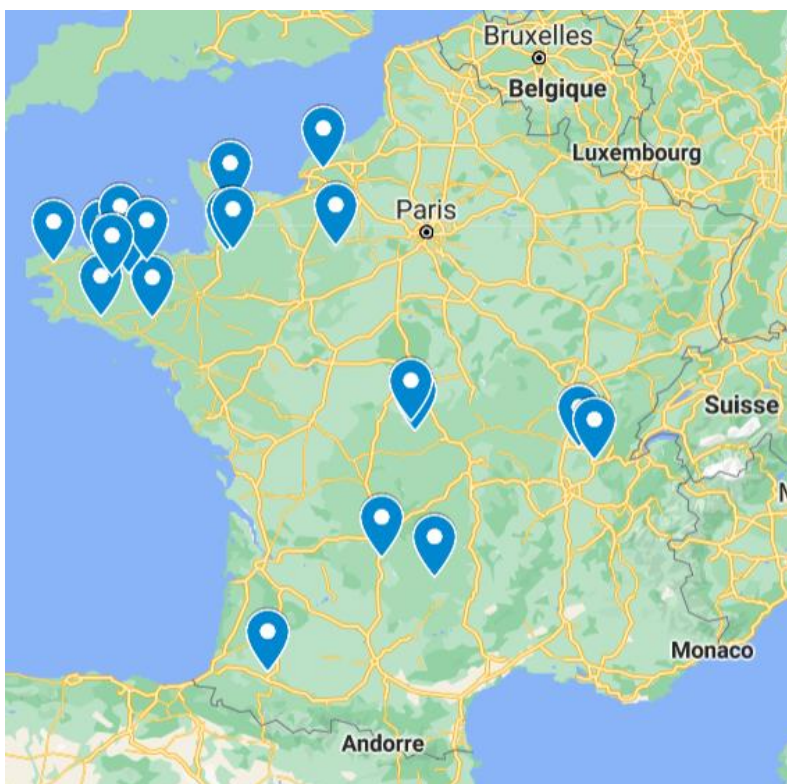 Bruxelles
Belgique
Luxembourg
Paris
Suisse
M
Monaco
Andorre